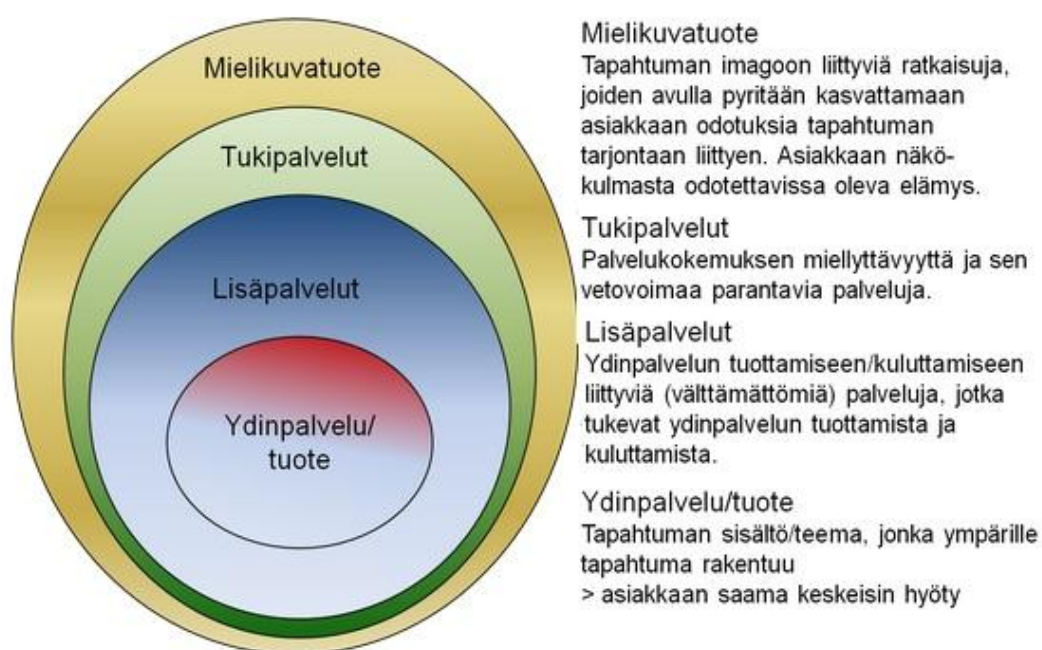 Mielikuvatuote
Tukipalvelut
Lisäpalvelut
Ydinpalvelu/
tuote
Mielikuvatuote
Tapahtuman imagoon liittyviä ratkaisuja,
joiden avulla pyritään kasvattamaan
asiakkaan odotuksia tapahtuman
tarjontaan liittyen. Asiakkaan näkö-
kulmasta odotettavissa oleva elämys.
Tukipalvelut
Palvelukokemuksen miellyttävyyttä ja sen
vetovoimaa parantavia palveluja.
Lisäpalvelut
Ydinpalvelun tuottamiseen/kuluttamiseen
liittyviä (välttämättömiä) palveluja, jotka
tukevat ydinpalvelun tuottamista ja
kuluttamista.
Ydinpalvelu/tuote
Tapahtuman sisältö/teema, jonka ympärille
tapahtuma rakentuu
> asiakkaan saama keskeisin hyöty